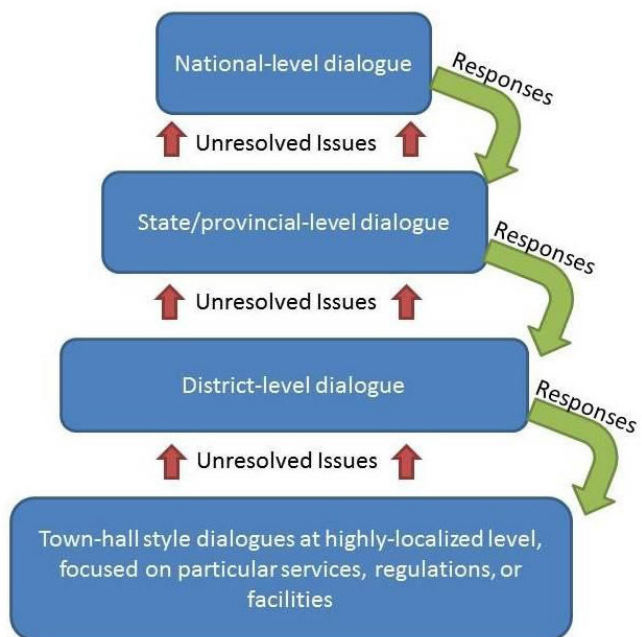 National-level dialogue
Responses
Unresolved Issues
State/provincial-level dialogue
Responses
Unresolved Issues
District-level dialogue
Responses
Unresolved Issues
Town-hall style dialogues at highly-localized level,
focused on particular services, regulations, or
facilities